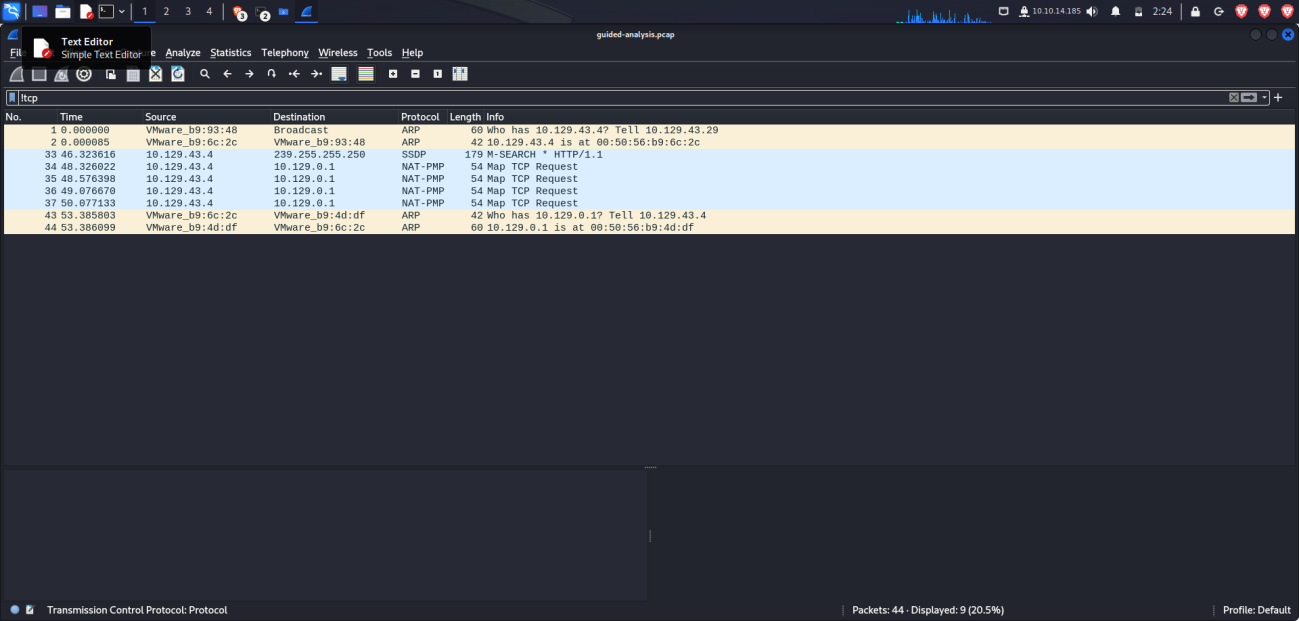 1 2 3 4 3 2 10.10.14.185 2:24
guided-analysis.pcap
Text Editor
Simple Text Editor
File Analyze Statistics Telephony Wireless Tools Help
!tcp
No. Time Source Destination Protocol Length Info
1 0.000000 VMware_b9:93:48 Broadcast ARP 60 Who has 10.129.43.4? Tell 10.129.43.29
2 0.000085 VMware_b9:6c:2c VMware_b9:93:48 ARP 42 10.129.43.4 is at 00:50:56:b9:6c:2c
33 46.323616 10.129.43.4 239.255.255.250 SSDP 179 M-SEARCH * HTTP/1.1
34 48.326022 10.129.43.4 10.129.0.1 NAT-PMP 54 Map TCP Request
35 48.576398 10.129.43.4 10.129.0.1 NAT-PMP 54 Map TCP Request
36 49.076670 10.129.43.4 10.129.0.1 NAT-PMP 54 Map TCP Request
37 50.077133 10.129.43.4 10.129.0.1 NAT-PMP 54 Map TCP Request
43 53.385803 VMware_b9:6c:2c VMware_b9:4d:df ARP 42 Who has 10.129.0.1? Tell 10.129.43.4
44 53.386099 VMware_b9:4d:df VMware_b9:6c:2c ARP 60 10.129.0.1 is at 00:50:56:b9:4d:df
Transmission Control Protocol: Protocol Packets: 44 · Displayed: 9 (20.5%) Profile: Default